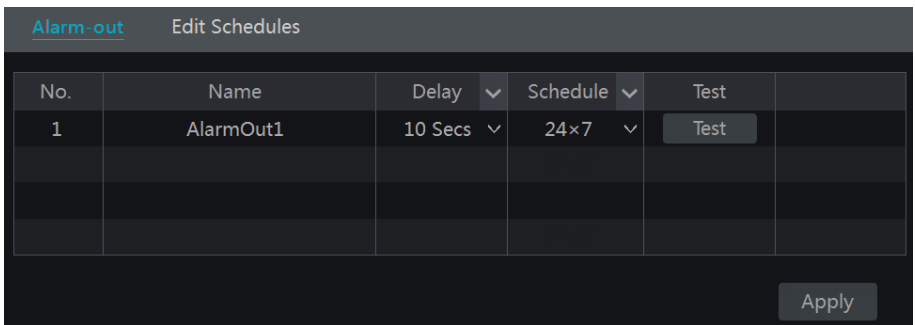 Alarm-out Edit Schedules
No. Name Delay Schedule Test
1 AlarmOut1 10 Secs 24×7 Test
Apply